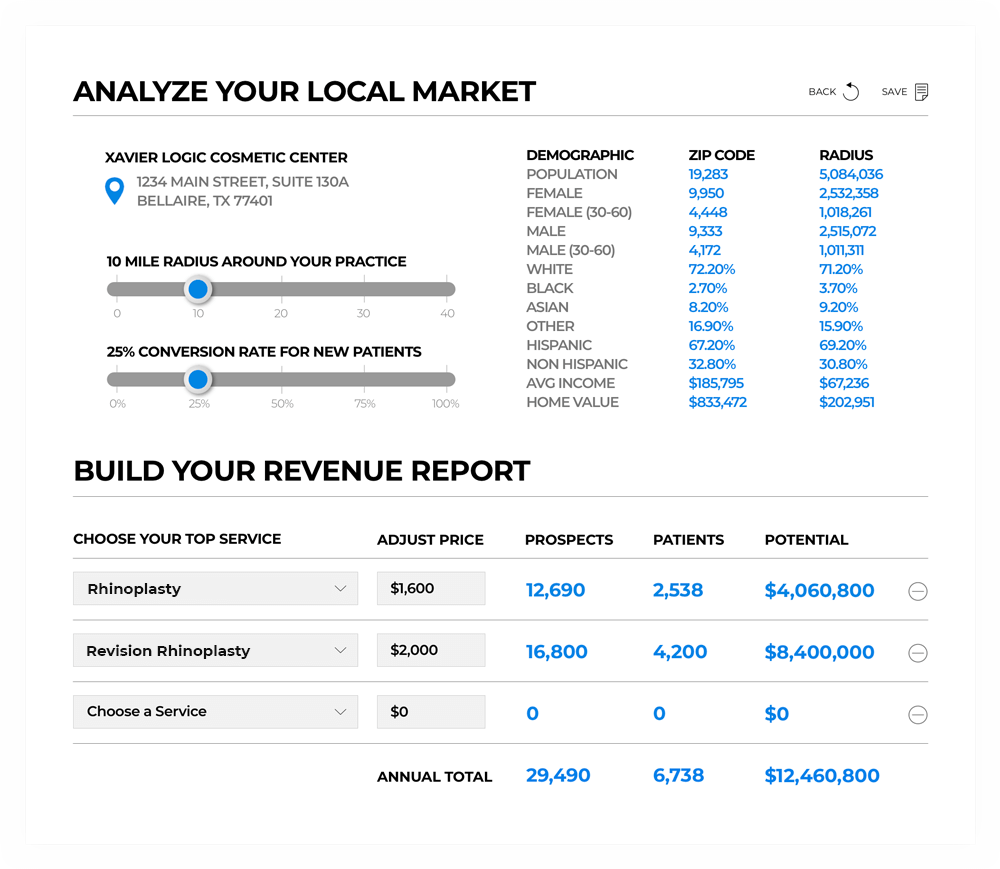 ANALYZE YOUR LOCAL MARKET
BACK SAVE
XAVIER LOGIC COSMETIC CENTER
1234 MAIN STREET, SUITE 130A
BELLAIRE, TX 77401
10 MILE RADIUS AROUND YOUR PRACTICE
0 10 20 30 40
25% CONVERSION RATE FOR NEW PATIENTS
0% 25% 50% 75% 100%
DEMOGRAPHIC ZIP CODE RADIUS
POPULATION 19,283 5,084,036
FEMALE 9,950 2,532,358
FEMALE (30-60) 4,448 1,018,261
MALE 9,333 2,515,072
MALE (30-60) 4,172 1,011,311
WHITE 72.20% 71.20%
BLACK 2.70% 3.70%
ASIAN 8.20% 9.20%
OTHER 16.90% 15.90%
HISPANIC 67.20% 69.20%
NON HISPANIC 32.80% 30.80%
AVG INCOME $185,795 $67,236
HOME VALUE $833,472 $202,951
BUILD YOUR REVENUE REPORT
CHOOSE YOUR TOP SERVICE ADJUST PRICE PROSPECTS PATIENTS POTENTIAL
Rhinoplasty $1,600 12,690 2,538 $4,060,800
Revision Rhinoplasty $2,000 16,800 4,200 $8,400,000
Choose a Service $0 0 0 $0
ANNUAL TOTAL 29,490 6,738 $12,460,800